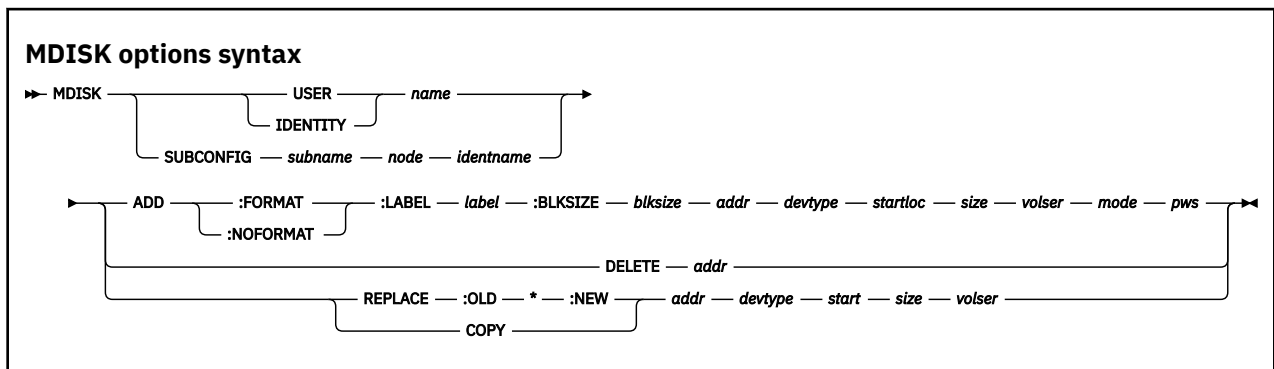 MDISK options syntax
MDISK USER name
IDENTITY
SUBCONFIG subname node identname
ADD :FORMAT :LABEL label :BLKSIZE blksize addr devtype startloc size volser mode pws
:NOFORMAT
DELETE addr
REPLACE :OLD * :NEW addr devtype start size volser
COPY